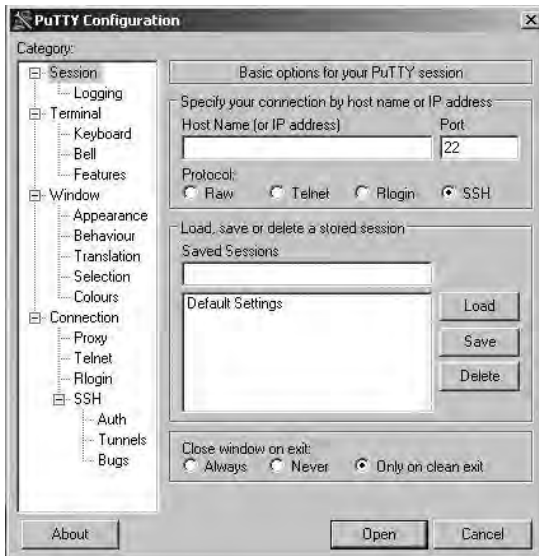 PuTTY Configuration
Category:
Session
Logging
Terminal
Keyboard
Bell
Features
Window
Appearance
Behaviour
Translation
Selection
Colours
Connection
Proxy
Telnet
Rlogin
SSH
Auth
Tunnels
Bugs
Basic options for your PuTTY session
Specify your connection by host name or IP address
Host Name (or IP address) Port
22
Protocol:
Raw Telnet Rlogin SSH
Load, save or delete a stored session
Saved Sessions
Default Settings
Load
Save
Delete
Close window on exit:
Always Never Only on clean exit
About Open Cancel